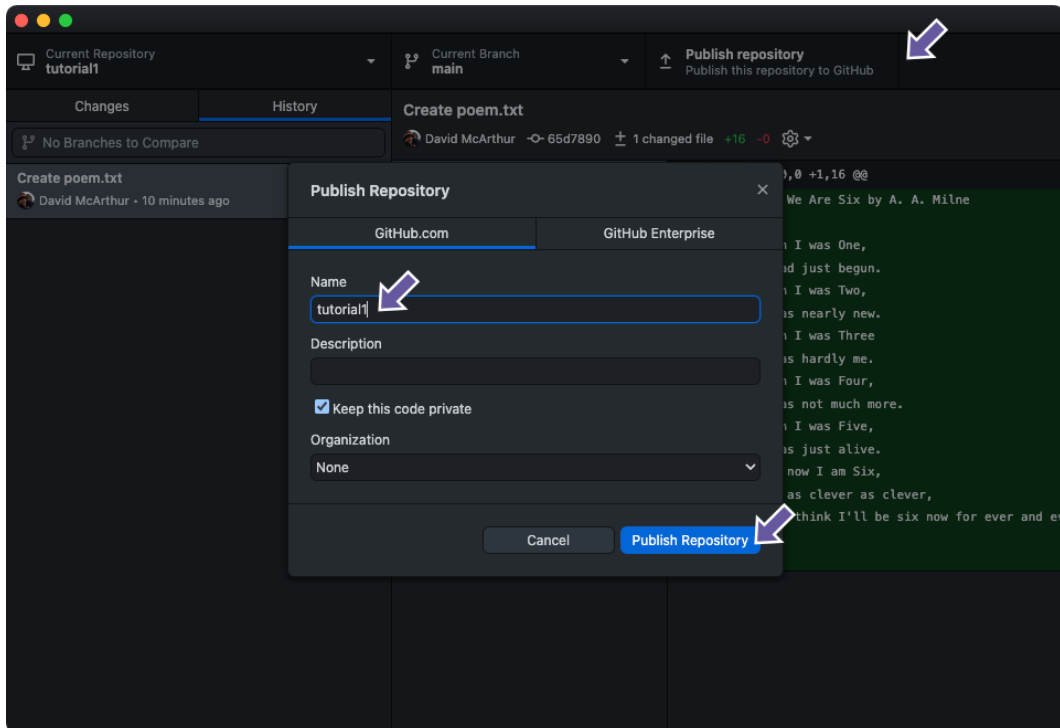 Current Repository
tutorial1
Current Branch
main
Publish repository
Publish this repository to GitHub
Changes
History
No Branches to Compare
Create poem.txt
David McArthur • 10 minutes ago
Create poem.txt
David McArthur 65d7890 1 changed file +16 -0
,0 +1,16 @@
We Are Six by A. A. Milne
I was One,
just begun.
I was Two,
nearly new.
I was Three
hardly me.
I was Four,
not much more.
I was Five,
just alive.
now I am Six,
as clever as clever,
think I'll be six now for ever and
Publish Repository
GitHub.com
GitHub Enterprise
Name
tutorial1
Description
Keep this code private
Organization
None
Cancel
Publish Repository